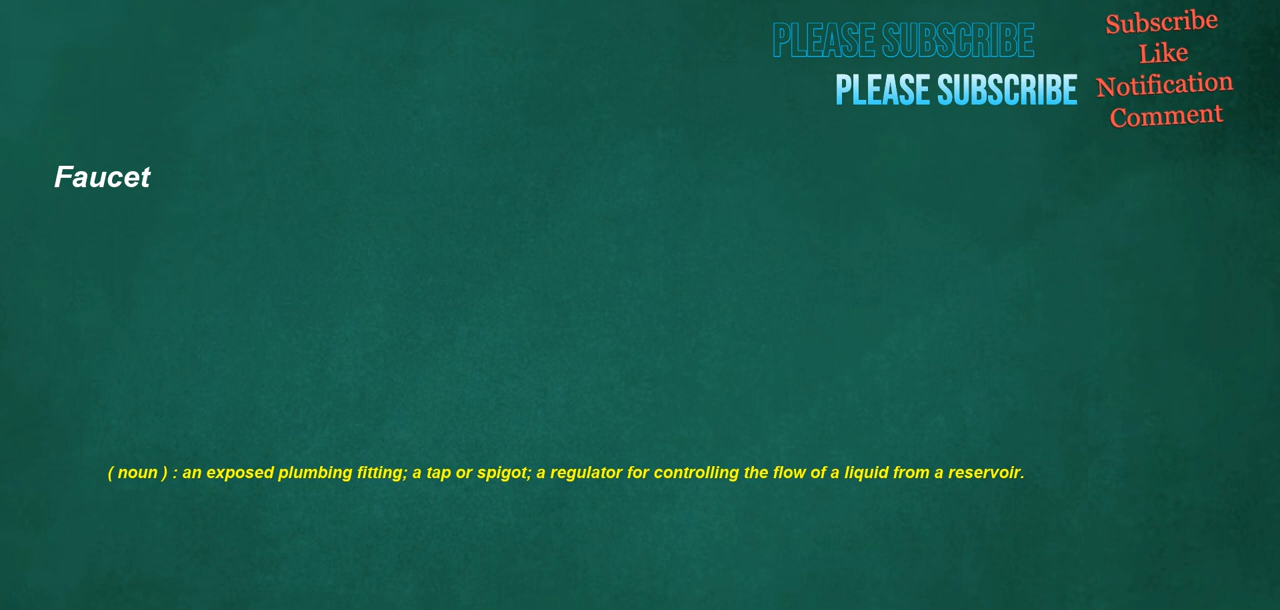 PLEASE SUBSCRIBE
PLEASE SUBSCRIBE
Subscribe
Like
Notification
Comment
Faucet
( noun ) : an exposed plumbing fitting; a tap or spigot; a regulator for controlling the flow of a liquid from a reservoir.